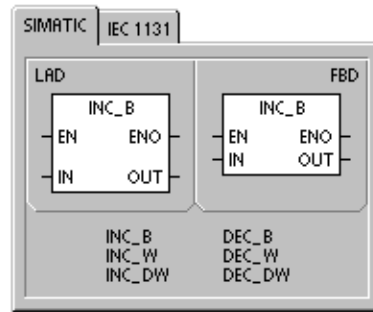 SIMATIC IEC 1131
LAD FBD
INC_B
EN ENO
IN OUT
INC_B
EN ENO
IN OUT
INC_B DEC_B
INC_W DEC_W
INC_DW DEC_DW